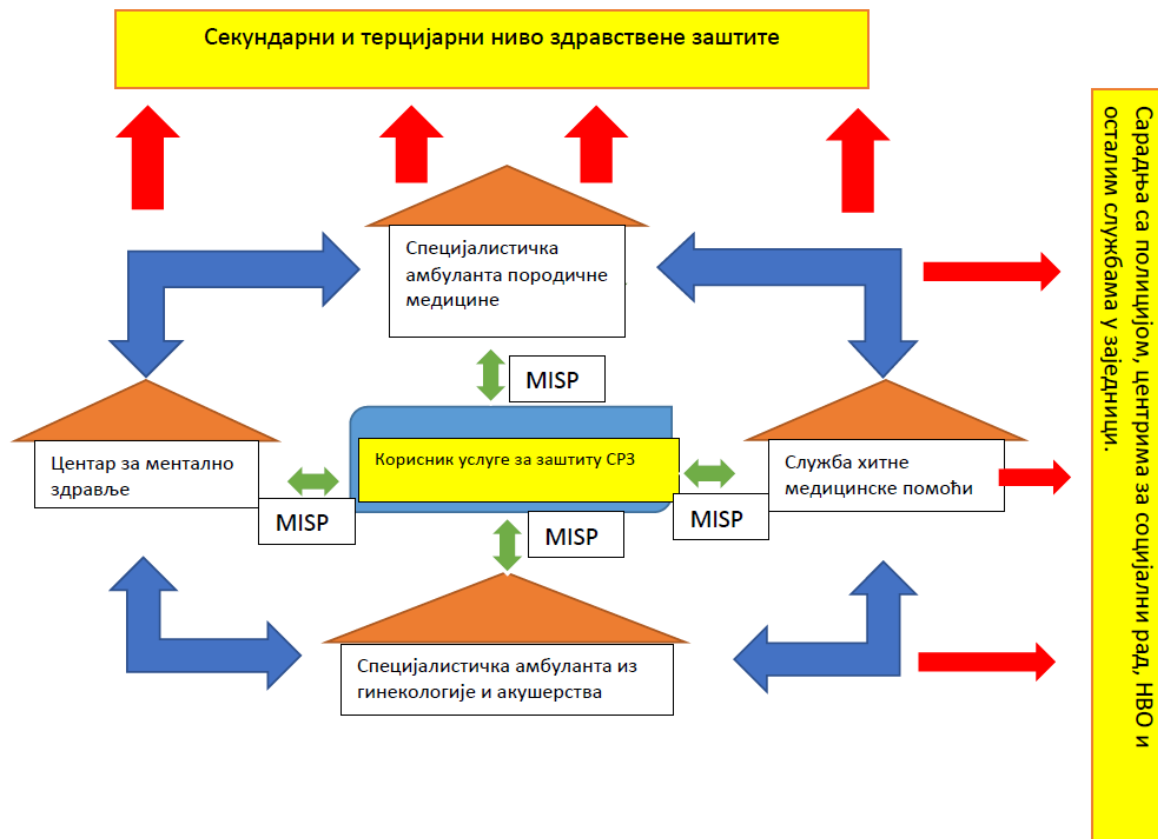 Секундарни и терцијарни ниво здравствене заштите
Сарадња са полицијом, центрима за социјални рад, НВО и
осталим службама у заједници.
Специјалистичка
амбуланта породичне
медицине
MISP
Центар за ментално
здравље
MISP
Корисник услуге за заштиту СРЗ
MISP
Служба хитне
медицинске помоћи
MISP
Специјалистичка амбуланта из
гинекологије и акушерства